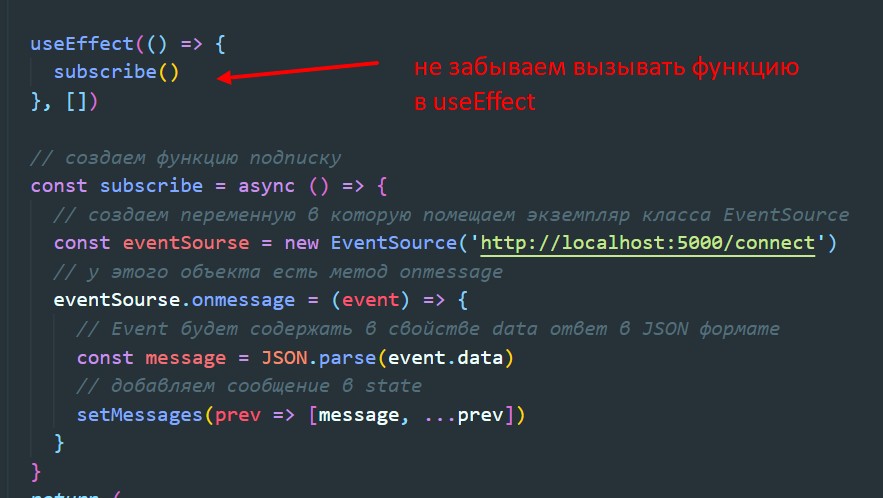 useEffect(() => {
subscribe()
не забываем вызывать функцию
в useEffect
}, [])
// создаем функцию подписку
const subscribe = async () => {
// создаем переменную в которую помещаем экземпляр класса EventSource
const eventSourse = new EventSource('http://localhost:5000/connect')
// у этого объекта есть метод onmessage
eventSourse.onmessage = (event) => {
// Event будет содержать в свойстве data ответ в JSON формате
const message = JSON.parse(event.data)
// добавляем сообщение в state
setMessages(prev => [message, ...prev])
}
}
return (